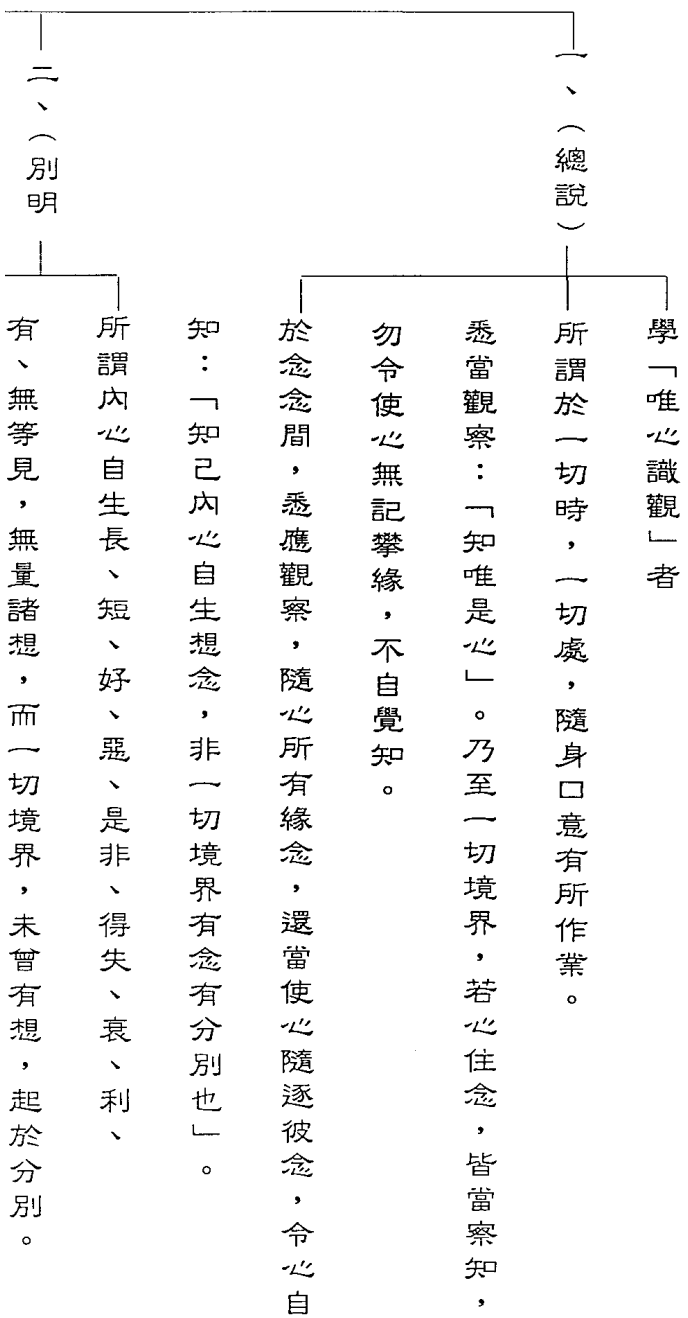 一、（總說）
學「唯心識觀」者
所謂於一切時，一切處，隨身口意有所作業。
悉當觀察：「知唯是心」。乃至一切境界，若心住念，皆當察知，
勿令使心無記攀緣，不自覺知。
於念念間，悉應觀察，隨心所有緣念，還當使心隨逐彼念，令心自
知：「知己內心自生想念，非一切境界有念有分別也」。
二、（別明
所謂內心自生長、短、好、惡、是非、得失、衰、利、
有、無等見，無量諸想，而一切境界，未曾有想，起於分別。